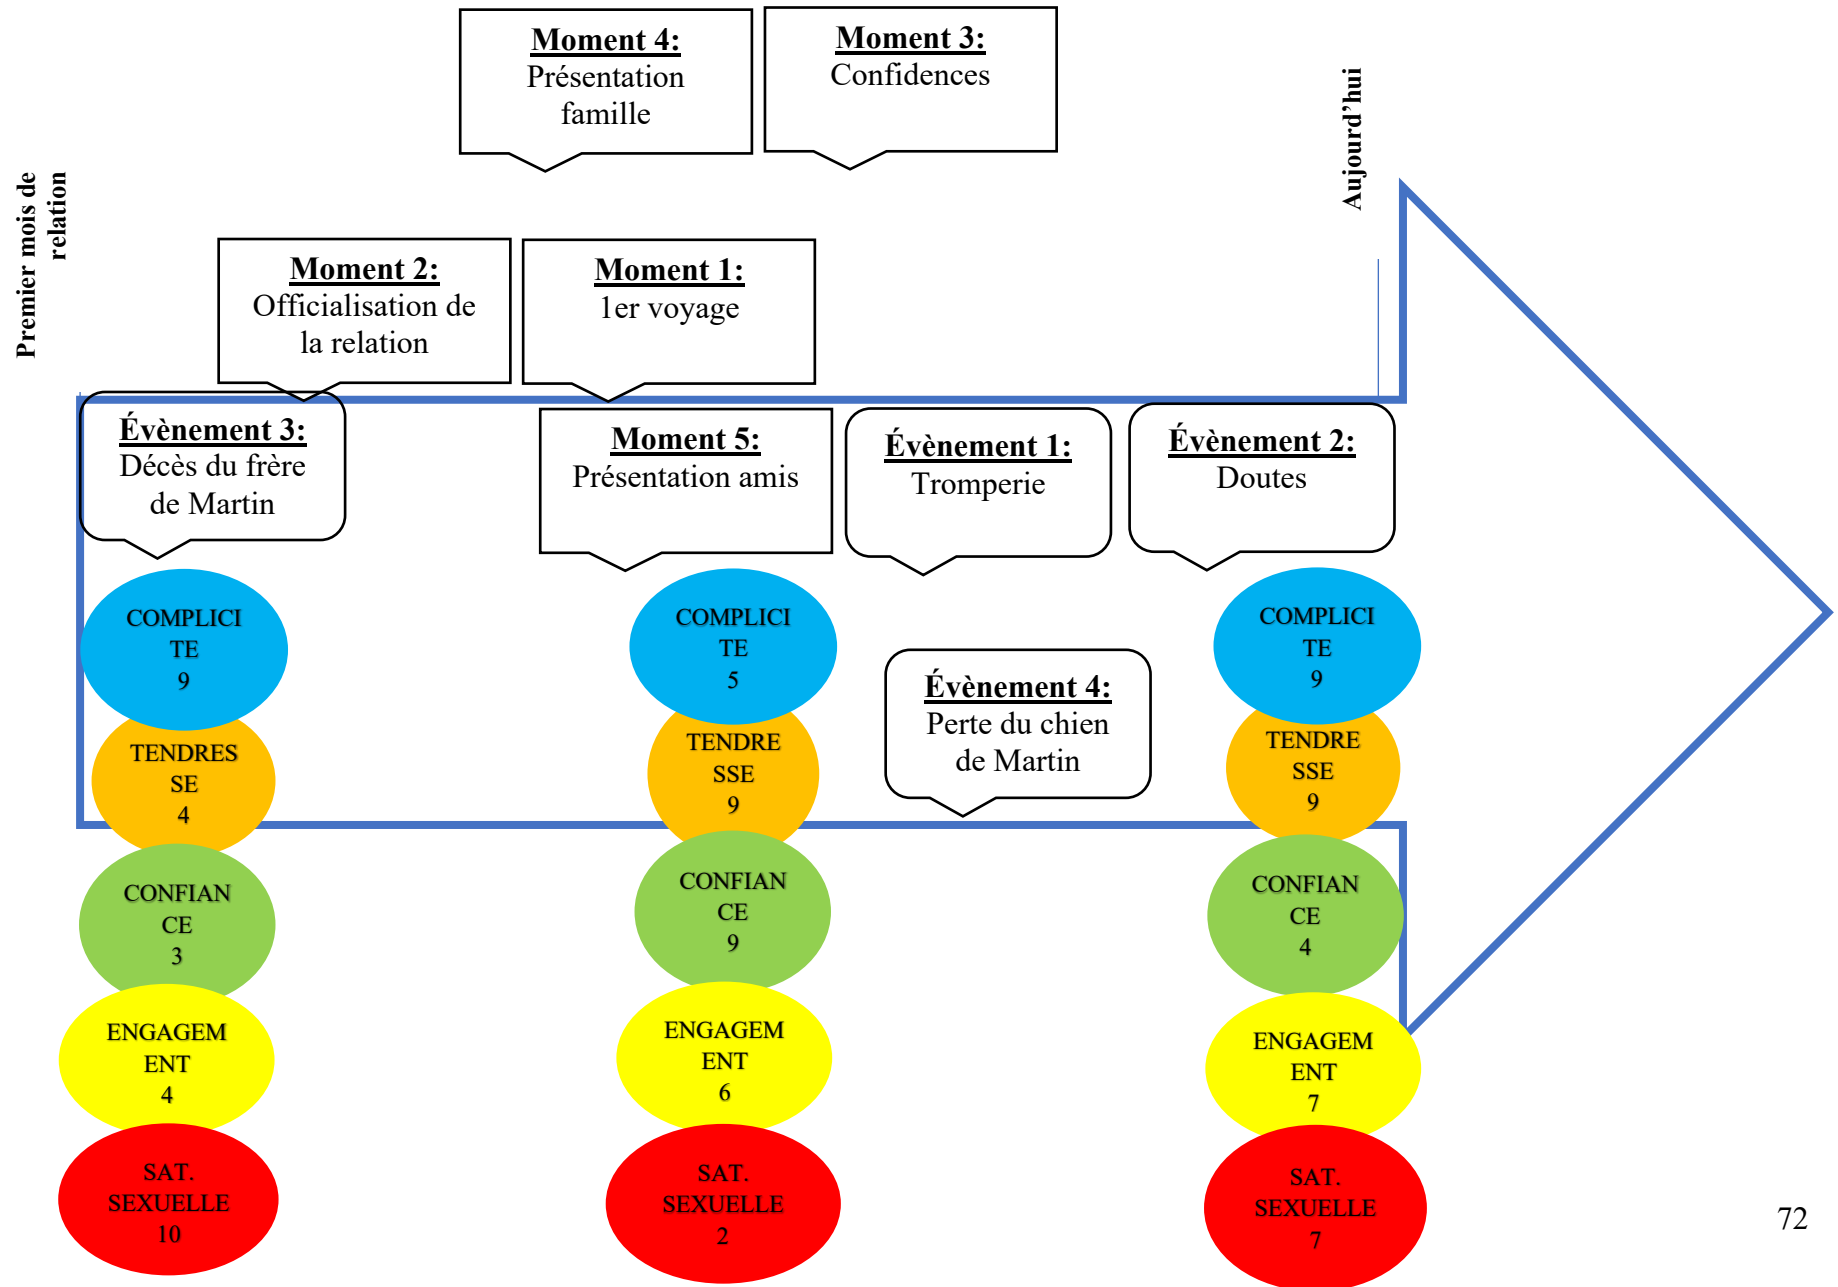 Moment 4:
Présentation
famille
Moment 3:
Confidences
Aujourd'hui
Premier mois de
relation
Moment 2:
Officialisation de
la relation
Moment 1:
1er voyage
Évènement 3:
Décès du frère
de Martin
Moment 5:
Présentation amis
Évènement 1:
Tromperie
Évènement 2:
Doutes
COMPLICI
TE
9
COMPLICI
TE
5
COMPLICI
TE
9
Évènement 4:
Perte du chien
de Martin
TENDRES
SE
4
TENDRE
SSE
9
TENDRE
SSE
9
CONFIAN
CE
3
CONFIAN
CE
9
CONFIAN
CE
4
ENGAGEM
ENT
4
ENGAGEM
ENT
6
ENGAGEM
ENT
7
SAT.
SEXUELLE
10
SAT.
SEXUELLE
2
SAT.
SEXUELLE
7
72